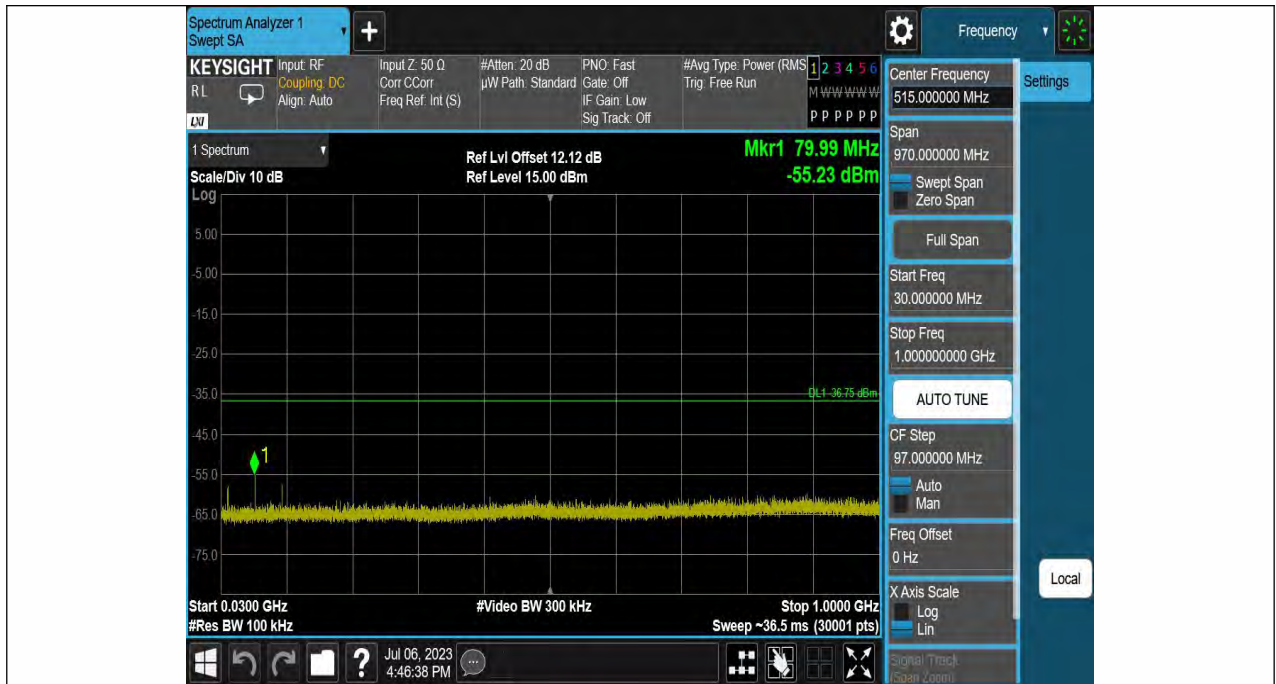 Spectrum Analyzer 1
Swept SA
+
Frequency
KEYSIGHT
RL
LXI
Input: RF
Coupling: DC
Align: Auto
Input Z: 50 Ω
Corr CCorr
Freq Ref: Int (S)
#Atten: 20 dB
µW Path: Standard
PNO: Fast
Gate: Off
IF Gain: Low
Sig Track: Off
#Avg Type: Power (RMS
Trig: Free Run
1 2 3 4 5 6
M W W W W W
P P P P P P
1 Spectrum
Scale/Div 10 dB
Log
Ref Lvl Offset 12.12 dB
Ref Level 15.00 dBm
Mkr1 79.99 MHz
-55.23 dBm
5.00
-5.00
-15.0
-25.0
-35.0
-45.0
-55.0
-65.0
-75.0
DL1 -36.75 dBm
1
Start 0.0300 GHz
#Res BW 100 kHz
#Video BW 300 kHz
Stop 1.0000 GHz
Sweep ~36.5 ms (30001 pts)
Center Frequency
515.000000 MHz
Span
970.000000 MHz
Swept Span
Zero Span
Full Span
Start Freq
30.000000 MHz
Stop Freq
1.000000000 GHz
AUTO TUNE
CF Step
97.000000 MHz
Auto
Man
Freq Offset
0 Hz
X Axis Scale
Log
Lin
Signal Track
(Span Zoom)
Settings
Local
?
Jul 06, 2023
4:46:38 PM